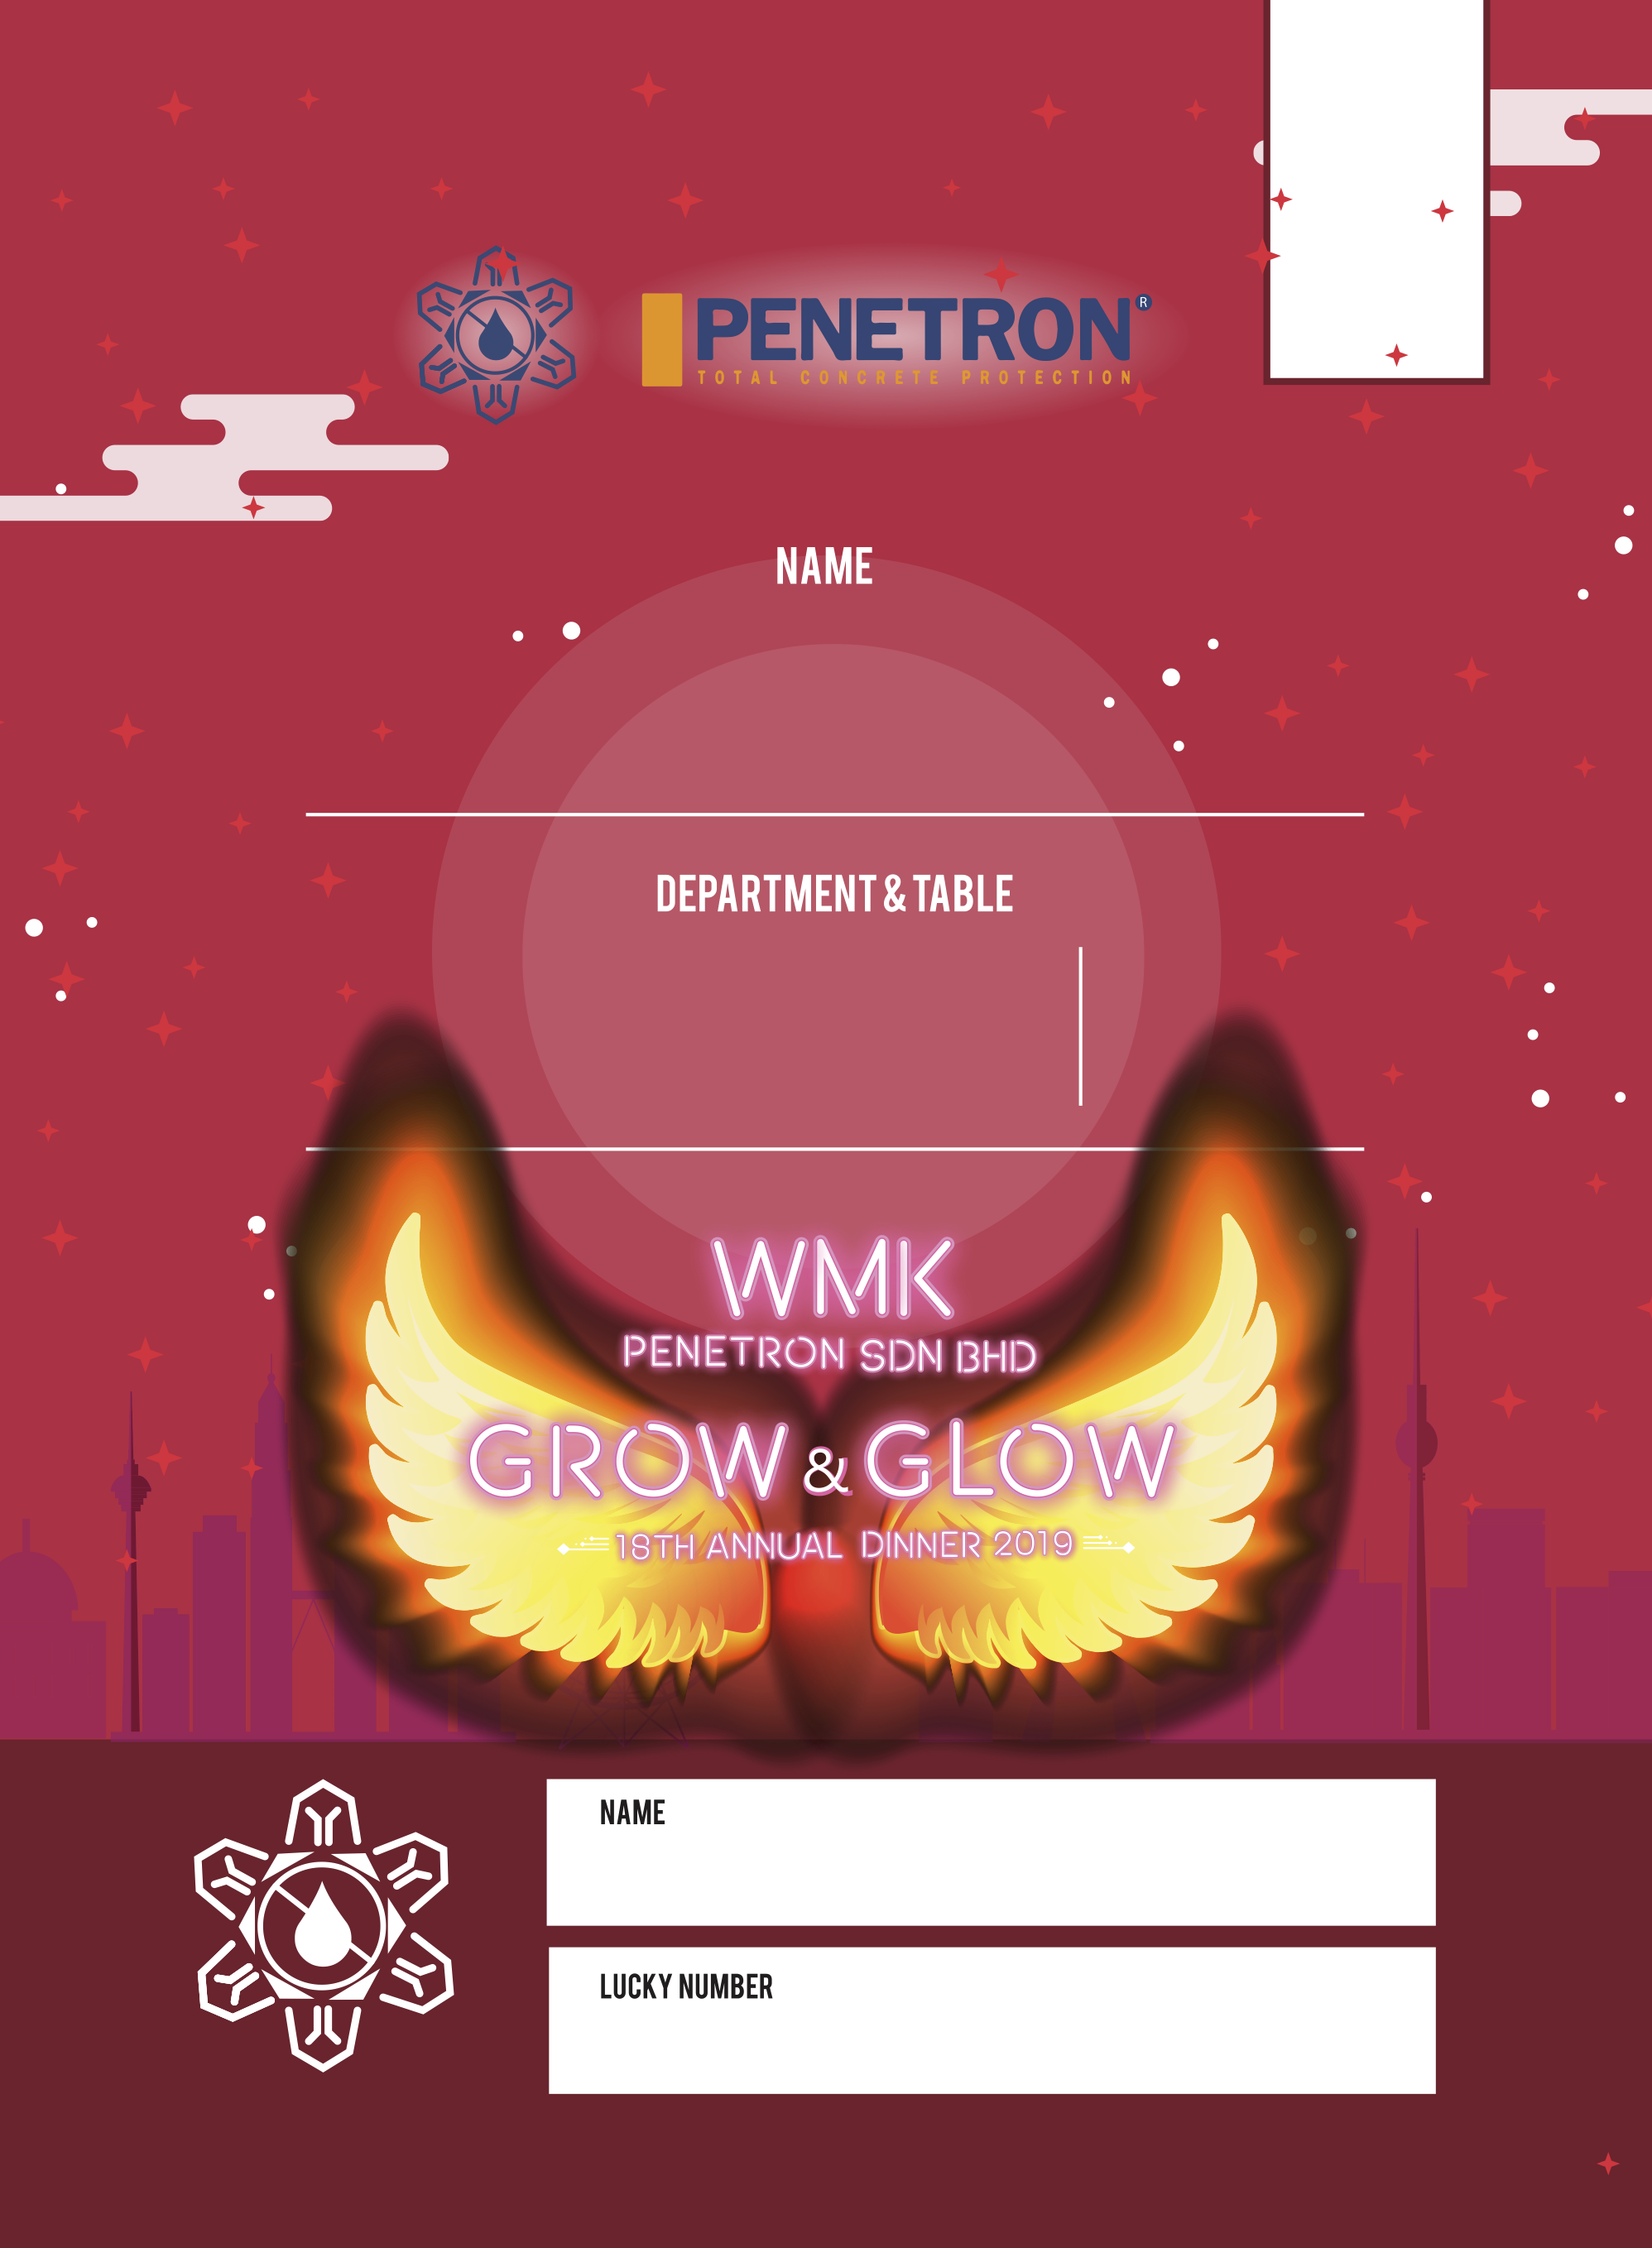 PENETRON®
TOTAL CONCRETE PROTECTION
NAME
DEPARTMENT & TABLE
WMK
PENETRON SDN BHD
GROW & GLOW
18TH ANNUAL DINNER 2019
NAME
LUCKY NUMBER